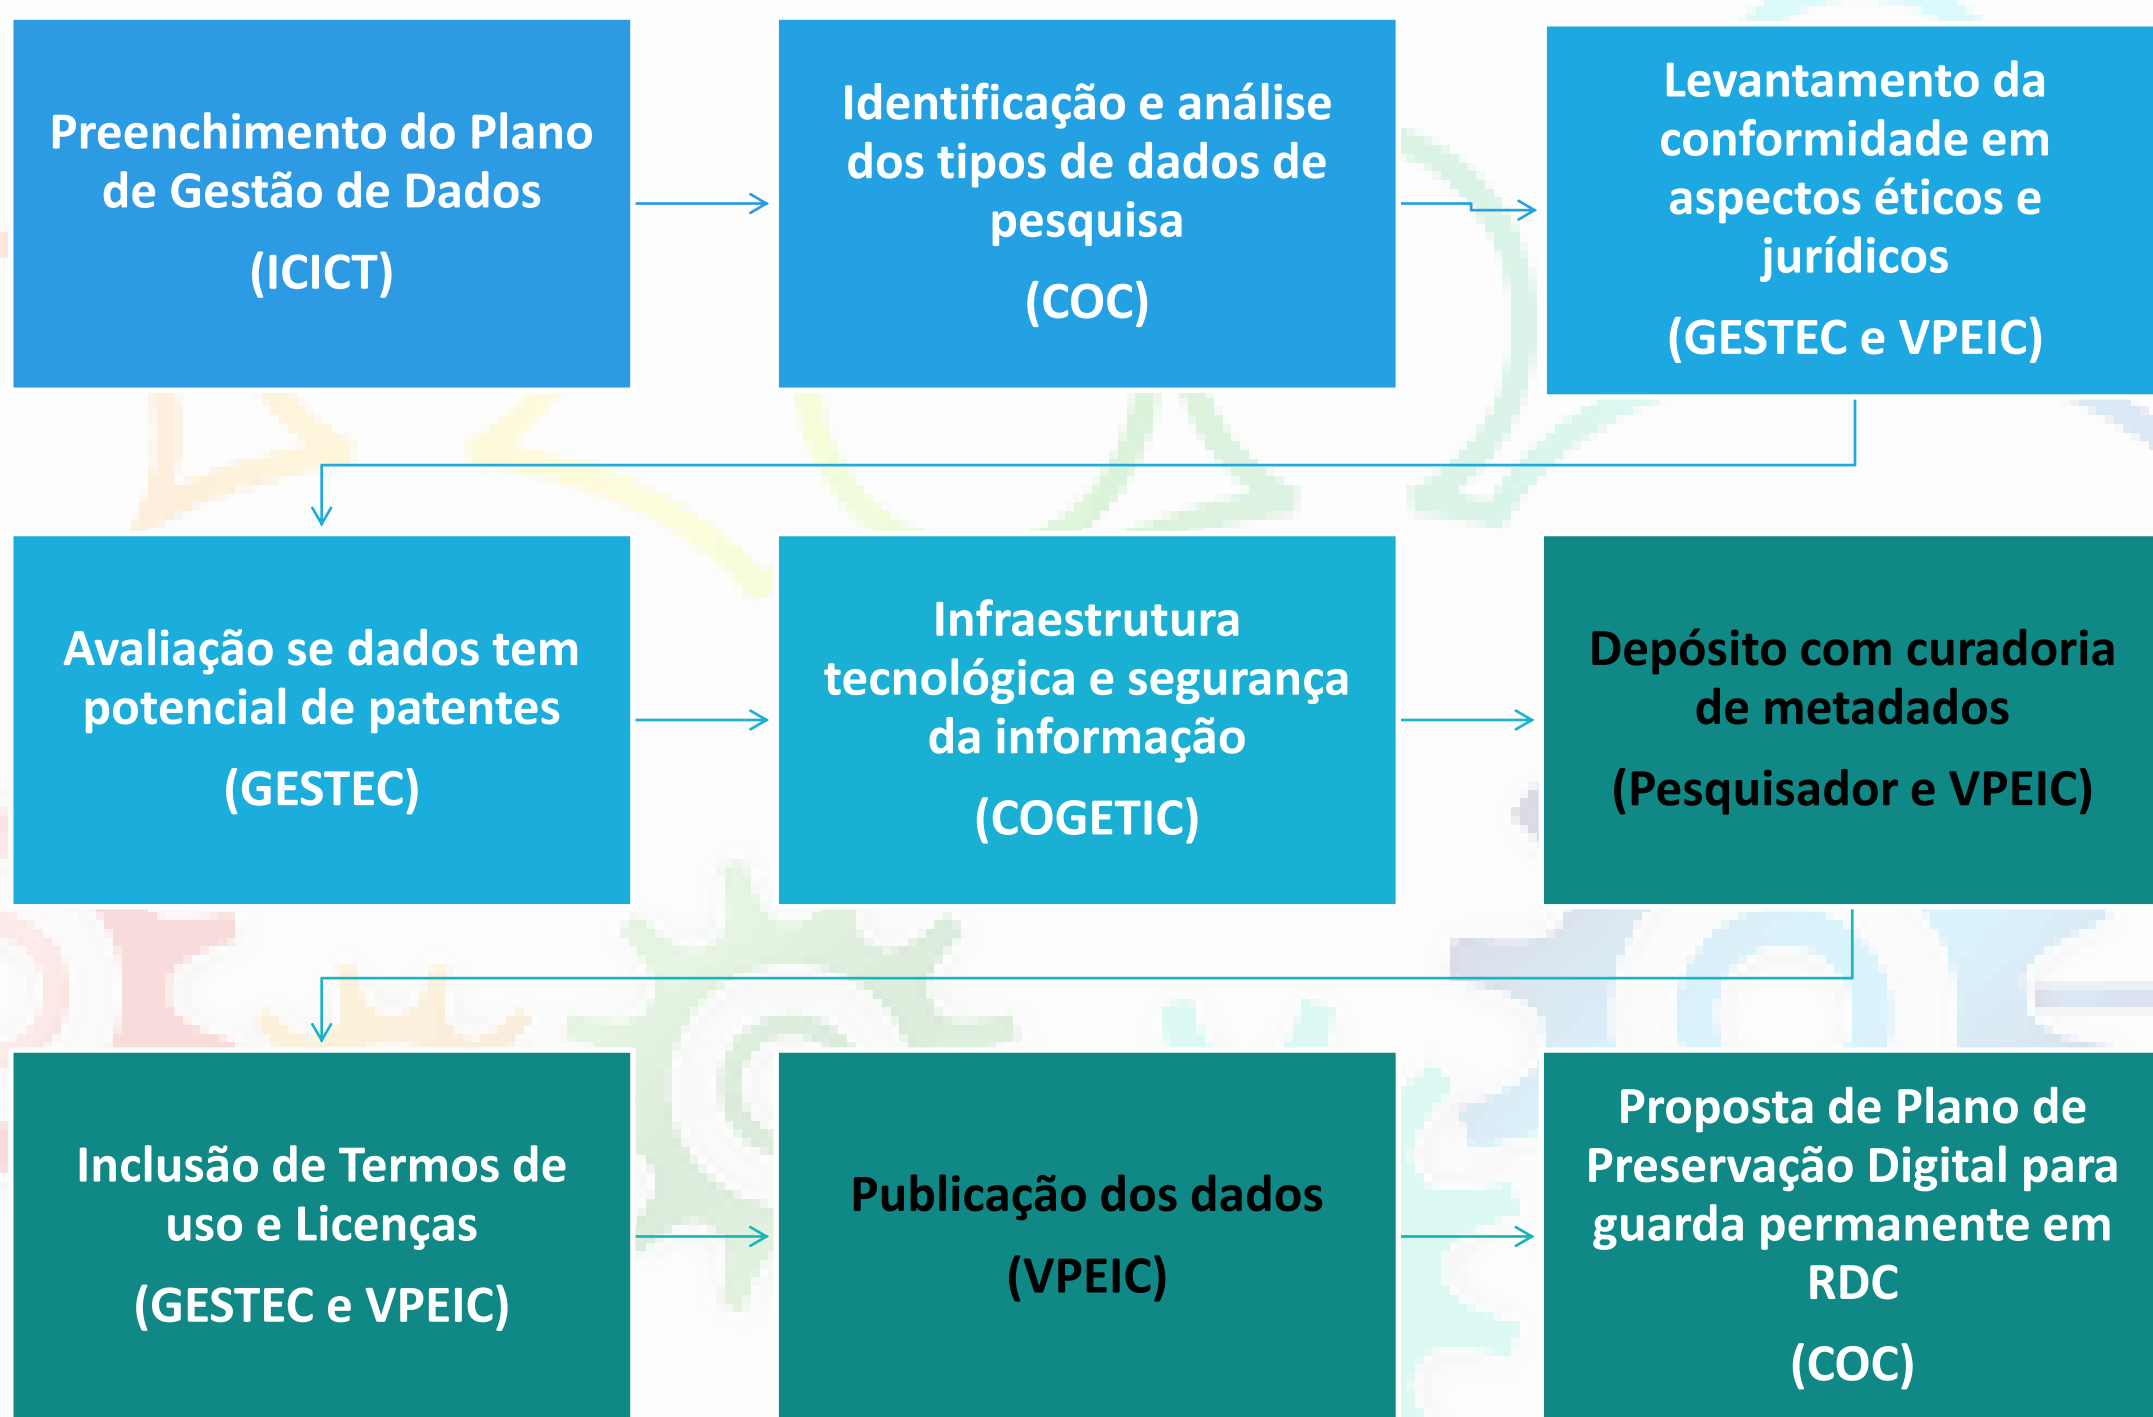 Preenchimento do Plano
de Gestão de Dados
(ICICT)
Identificação e análise
dos tipos de dados de
pesquisa
(COC)
Levantamento da
conformidade em
aspectos éticos e
jurídicos
(GESTEC e VPEIC)
Avaliação se dados tem
potencial de patentes
(GESTEC)
Infraestrutura
tecnológica e segurança
da informação
(COGETIC)
Depósito com curadoria
de metadados
(Pesquisador e VPEIC)
Inclusão de Termos de
uso e Licenças
(GESTEC e VPEIC)
Publicação dos dados
(VPEIC)
Proposta de Plano de
Preservação Digital para
guarda permanente em
RDC
(COC)